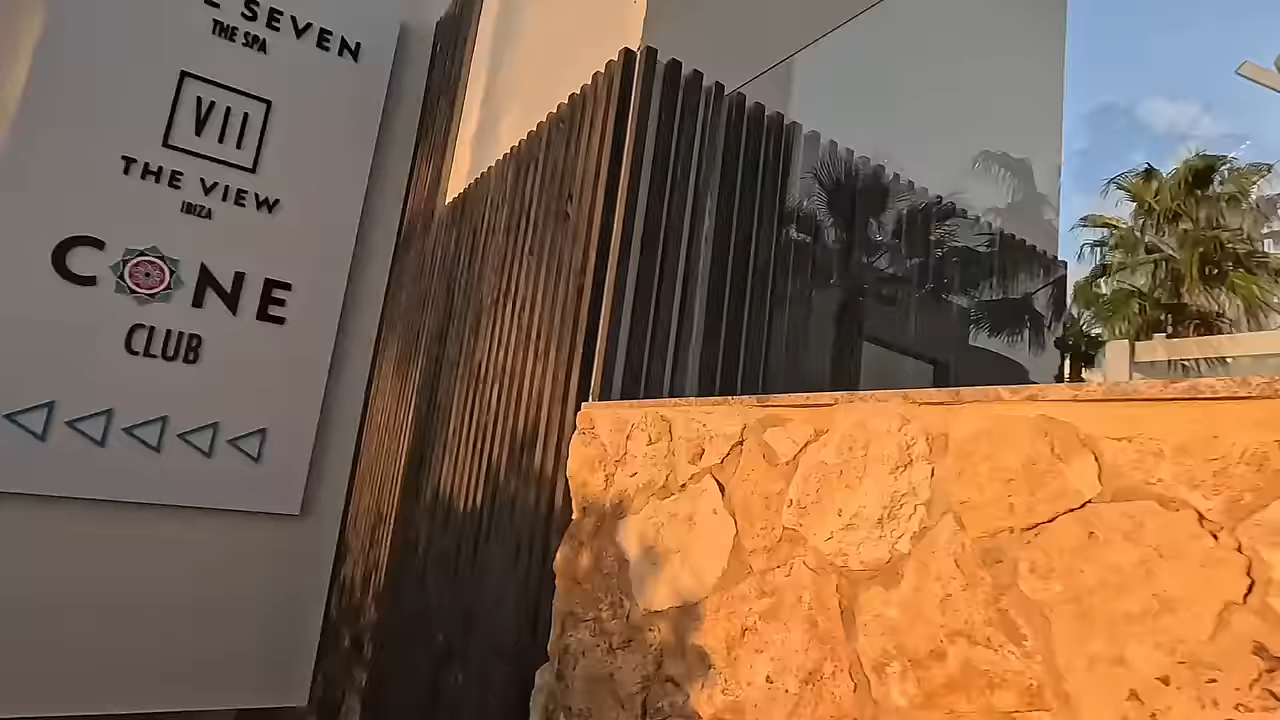 SEVEN
THE SPA
VII
THE VIEW
IBIZA
CONE
CLUB